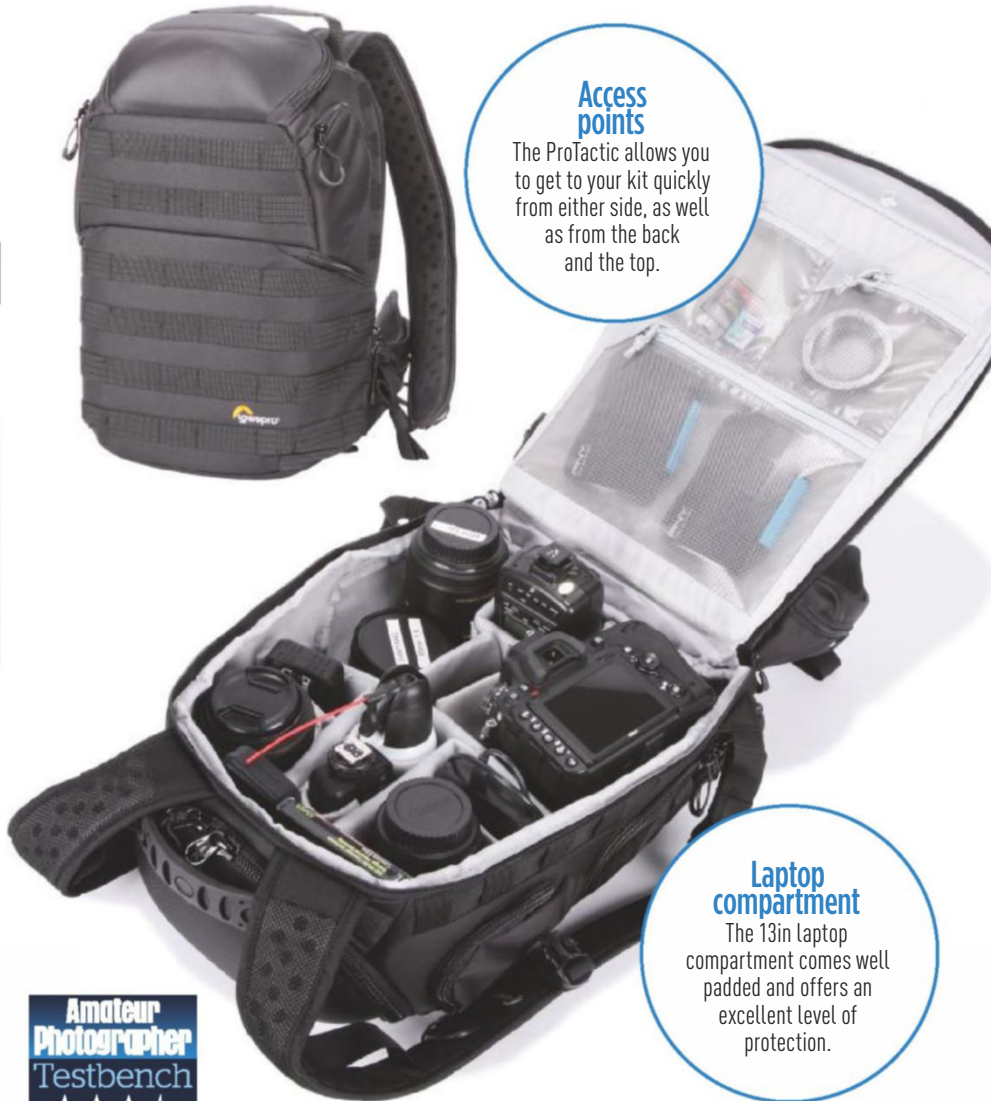 Access
points
The ProTactic allows you
to get to your kit quickly
from either side, as well
as from the back
and the top.
lowepro
Laptop
compartment
The 13in laptop
compartment comes well
padded and offers an
excellent level of
protection.
Amateur
Photographer
Testbench